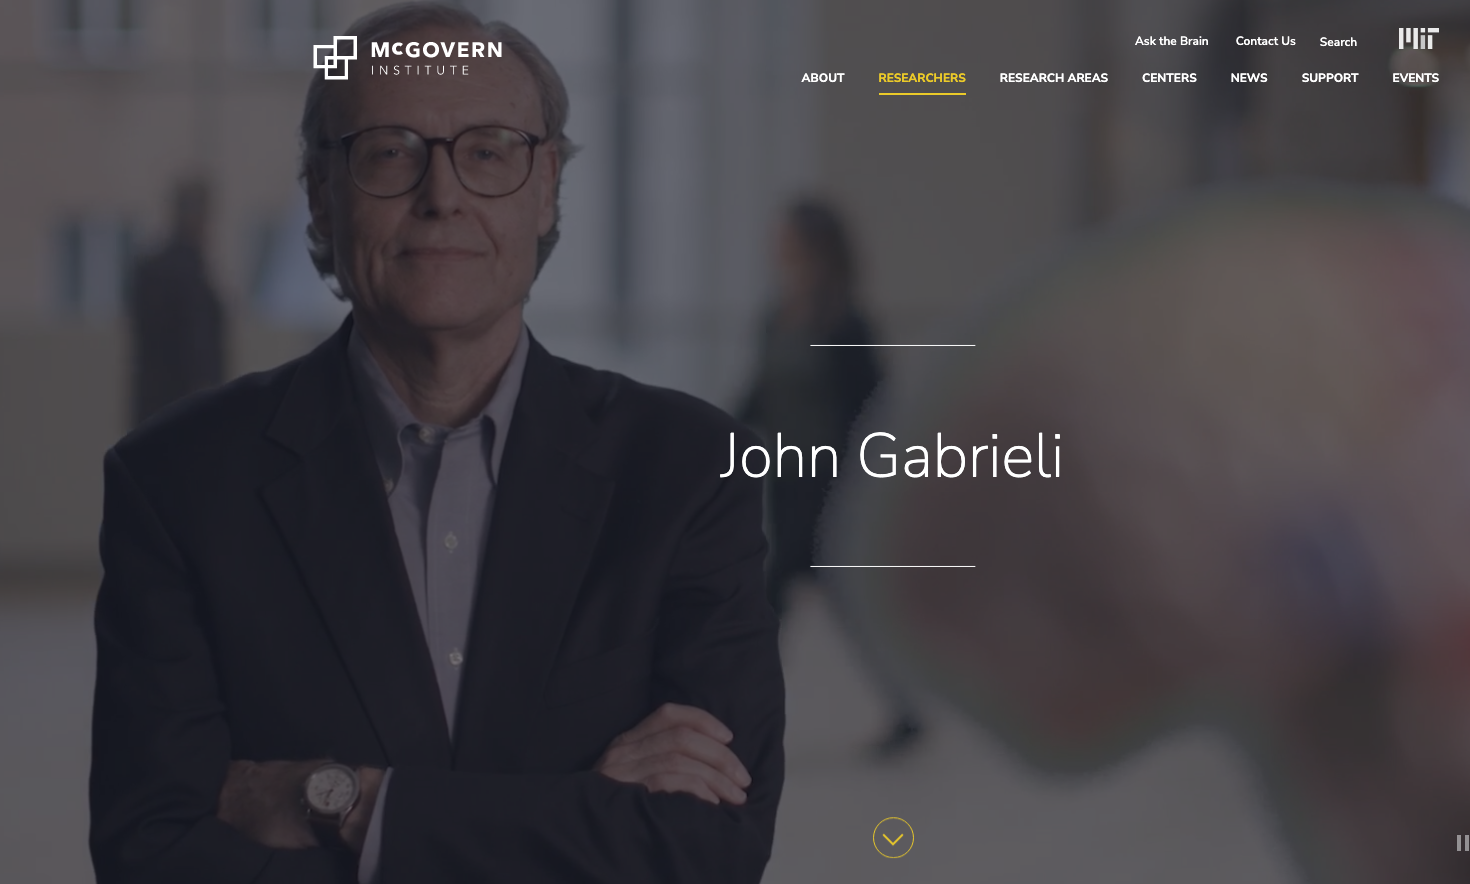 McGOVERN
INSTITUTE
Ask the Brain
Contact Us
Search
MIT
ABOUT
RESEARCHERS
RESEARCH AREAS
CENTERS
NEWS
SUPPORT
EVENTS
John Gabrieli